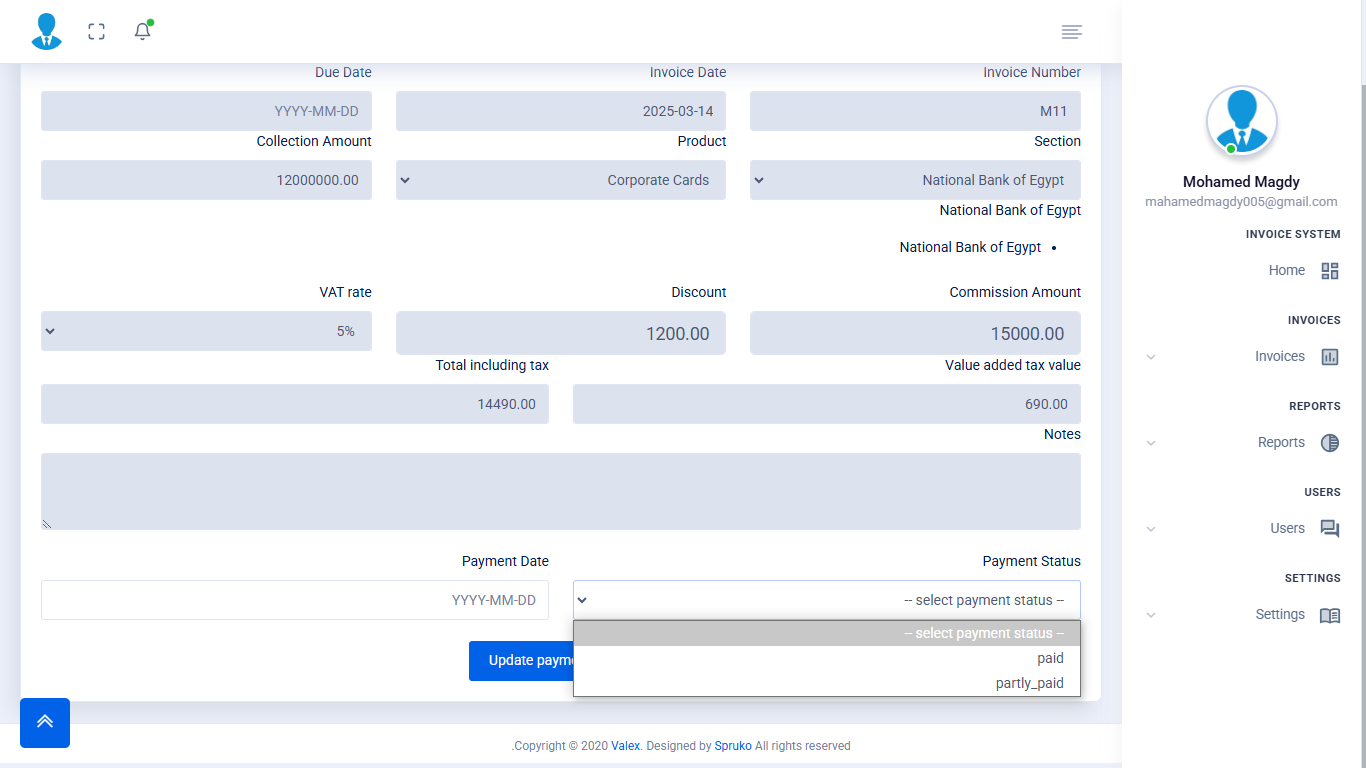 Due Date
Invoice Date
Invoice Number
YYYY-MM-DD
2025-03-14
M11
Collection Amount
Product
Section
12000000.00
Corporate Cards
National Bank of Egypt
National Bank of Egypt
National Bank of Egypt •
VAT rate
Discount
Commission Amount
5%
1200.00
15000.00
Total including tax
Value added tax value
14490.00
690.00
Notes
Payment Date
Payment Status
YYYY-MM-DD
-- select payment status --
-- select payment status --
paid
partly_paid
Update
.Copyright © 2020 Valex. Designed by Spruko All rights reserved
Mohamed Magdy
mahamedmagdy005@gmail.com
INVOICE SYSTEM
Home
INVOICES
Invoices
REPORTS
Reports
USERS
Users
SETTINGS
Settings